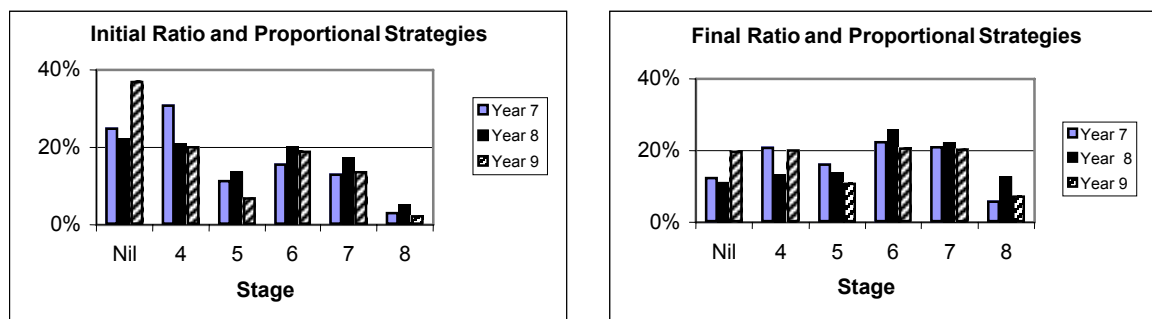 Initial Ratio and Proportional Strategies
40%
20%
0%
Nil 4 5 6 7 8
Stage
Year 7
Year 8
Year 9
Final Ratio and Proportional Strategies
40%
20%
0%
Nil 4 5 6 7 8
Stage
Year 7
Year 8
Year 9